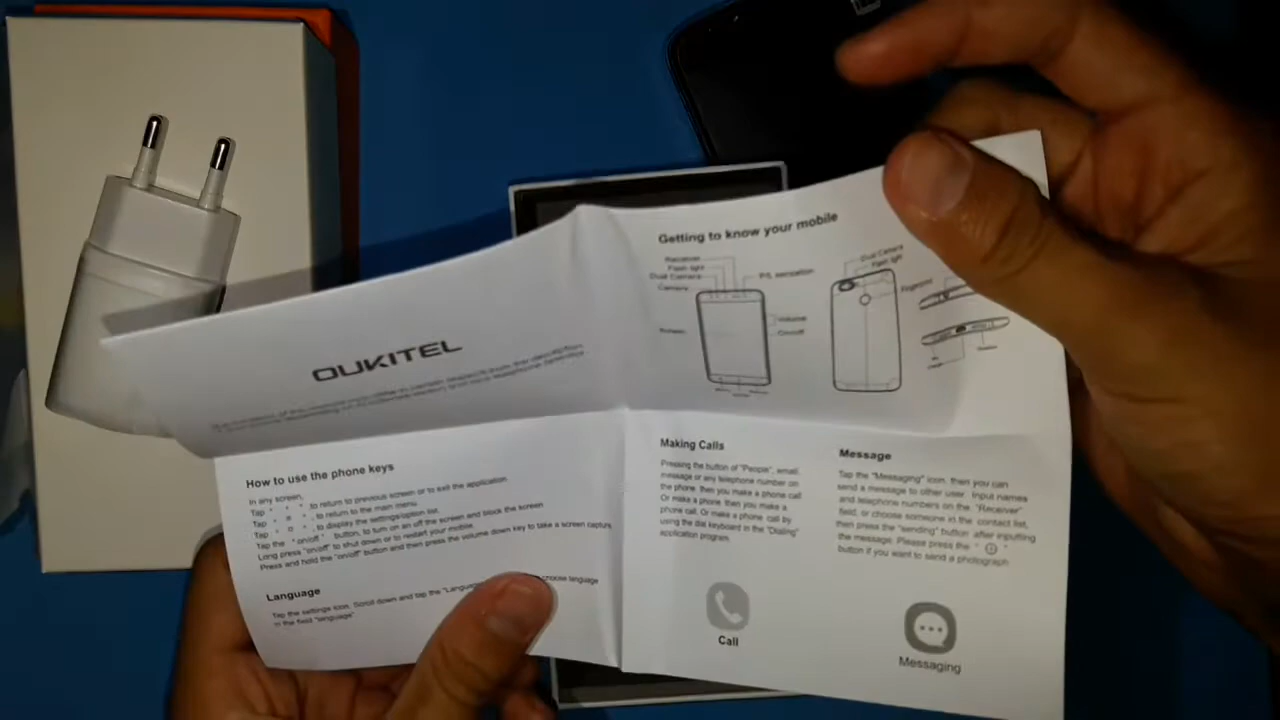 OUKITEL
Getting to know your mobile
Receiver
Flash light
Dual Camera
Camera
P/L sensation
Screen
Volume
On/off
Dual Camera
Flash light
Fingerprint
How to use the phone keys
In any screen,
Tap " " to return to previous screen or to exit the application
Tap " " to return to the main menu.
Tap " " , to display the settings/option list.
Tap the "on/off" button, to turn on an off the screen and block the screen
Long press "on/off" to shut down or to restart your mobile.
Press and hold the "on/off" button and then press the volume down key to take a screen capture
Language
Tap the settings icon. Scroll down and tap the "Language choose language
in the field "language"
Making Calls
Pressing the button of "People", email,
message or any telephone number on
the phone, then you make a phone call
Or make a phone, then you make a
phone call. Or make a phone call by
using the dial keyboard in the "Dialing"
application program.
Call
Message
Tap the "Messaging" icon, then you can
send a message to other user. Input names
and telephone numbers on the "Receiver"
field, or choose someone in the contact list,
then press the "sending" button after inputting
the message. Please press the " "
button if you want to send a photograph
Messaging